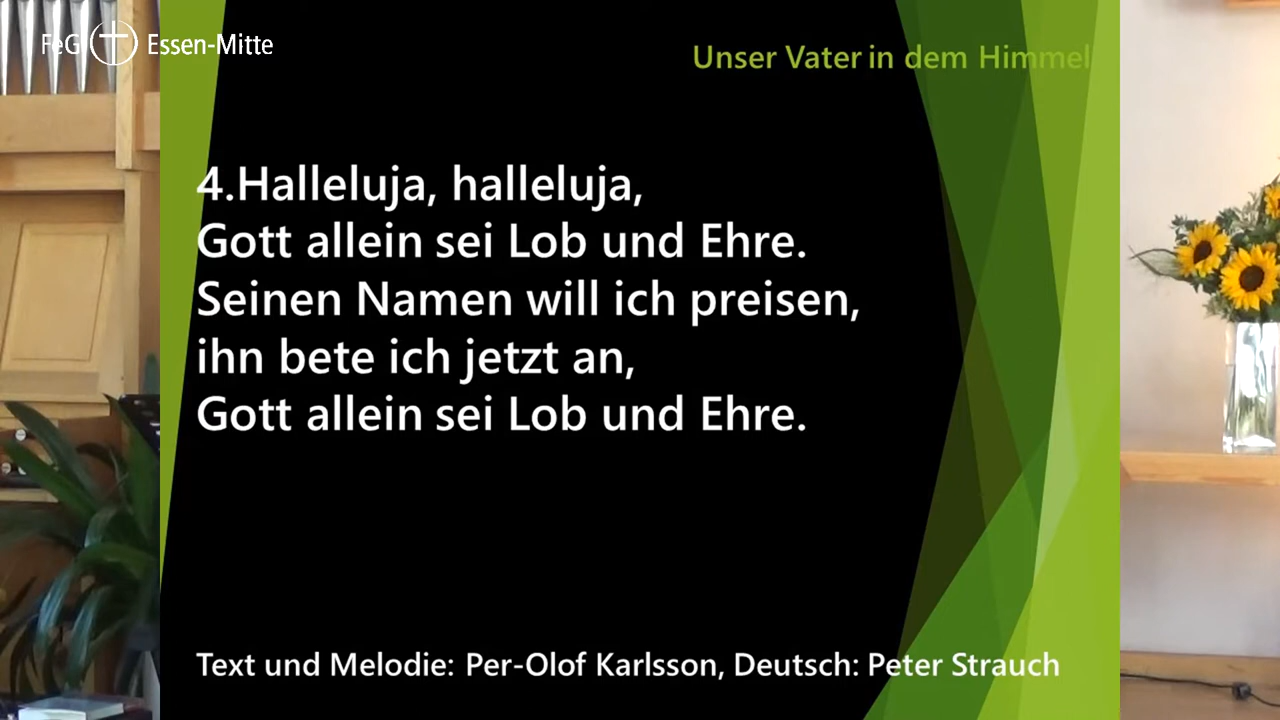 FeG Essen-Mitte
Unser Vater in dem Himmel
4.Halleluja, halleluja,
Gott allein sei Lob und Ehre.
Seinen Namen will ich preisen,
ihn bete ich jetzt an,
Gott allein sei Lob und Ehre.
Text und Melodie: Per-Olof Karlsson, Deutsch: Peter Strauch